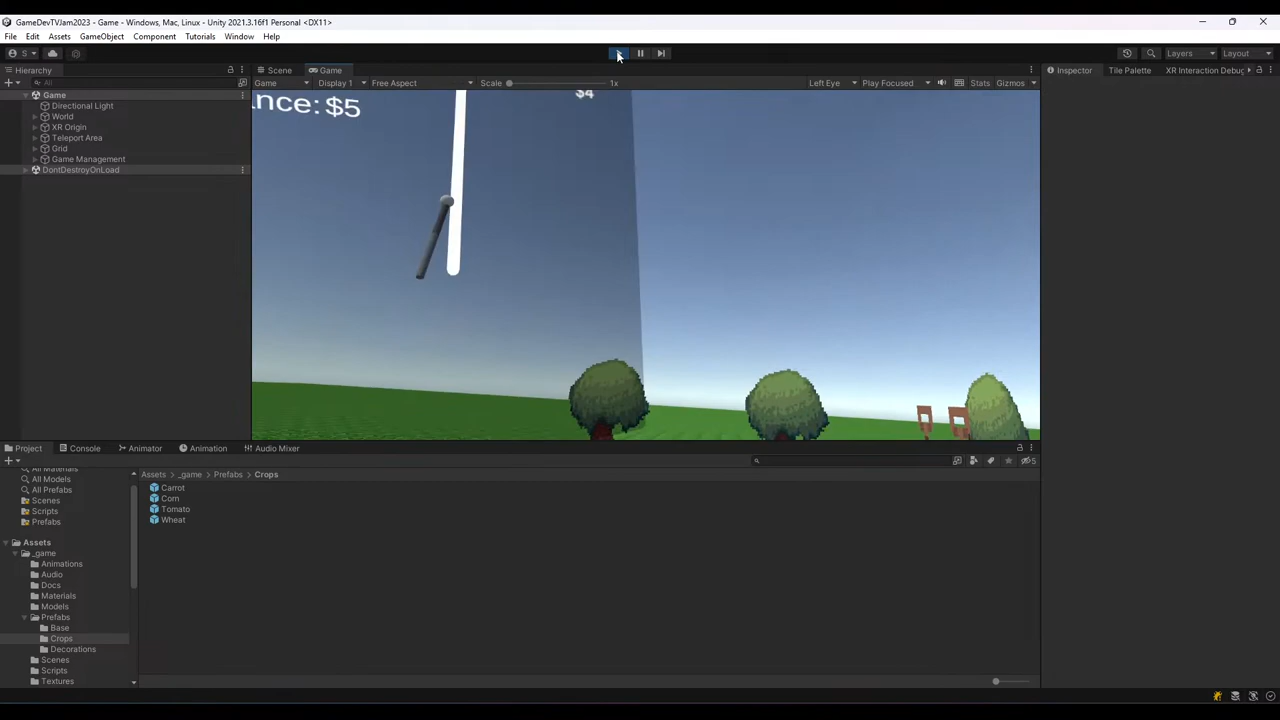 GameDevTVJam2023 - Game - Windows, Mac, Linux - Unity 2021.3.16f1 Personal <DX11>
File Edit Assets GameObject Component Tutorials Window Help
S Layers Layout
Hierarchy Scene Game Inspector Tile Palette XR Interaction Debug
All Game Display 1 Free Aspect Scale 1x Left Eye Play Focused Stats Gizmos
Game
Directional Light
World
XR Origin
Teleport Area
Grid
Game Management
DontDestroyOnLoad
nce: $5
$4
Project Console Animator Animation Audio Mixer
5
All Materials
All Models
All Prefabs
Scenes
Scripts
Prefabs
Assets
_game
Animations
Audio
Docs
Materials
Models
Prefabs
Base
Crops
Decorations
Scenes
Scripts
Textures
Assets > _game > Prefabs > Crops
Carrot
Corn
Tomato
Wheat